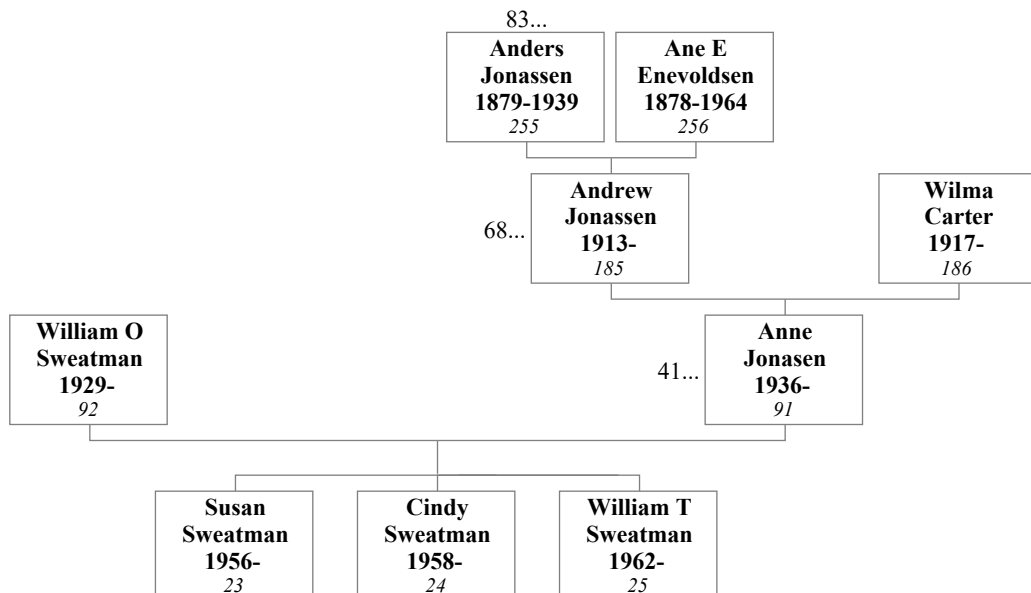 83...
Anders
Jonassen
1879-1939
255
Ane E
Enevoldsen
1878-1964
256
68...
Andrew
Jonassen
1913-
185
Wilma
Carter
1917-
186
William O
Sweatman
1929-
92
41...
Anne
Jonasen
1936-
91
Susan
Sweatman
1956-
23
Cindy
Sweatman
1958-
24
William T
Sweatman
1962-
25